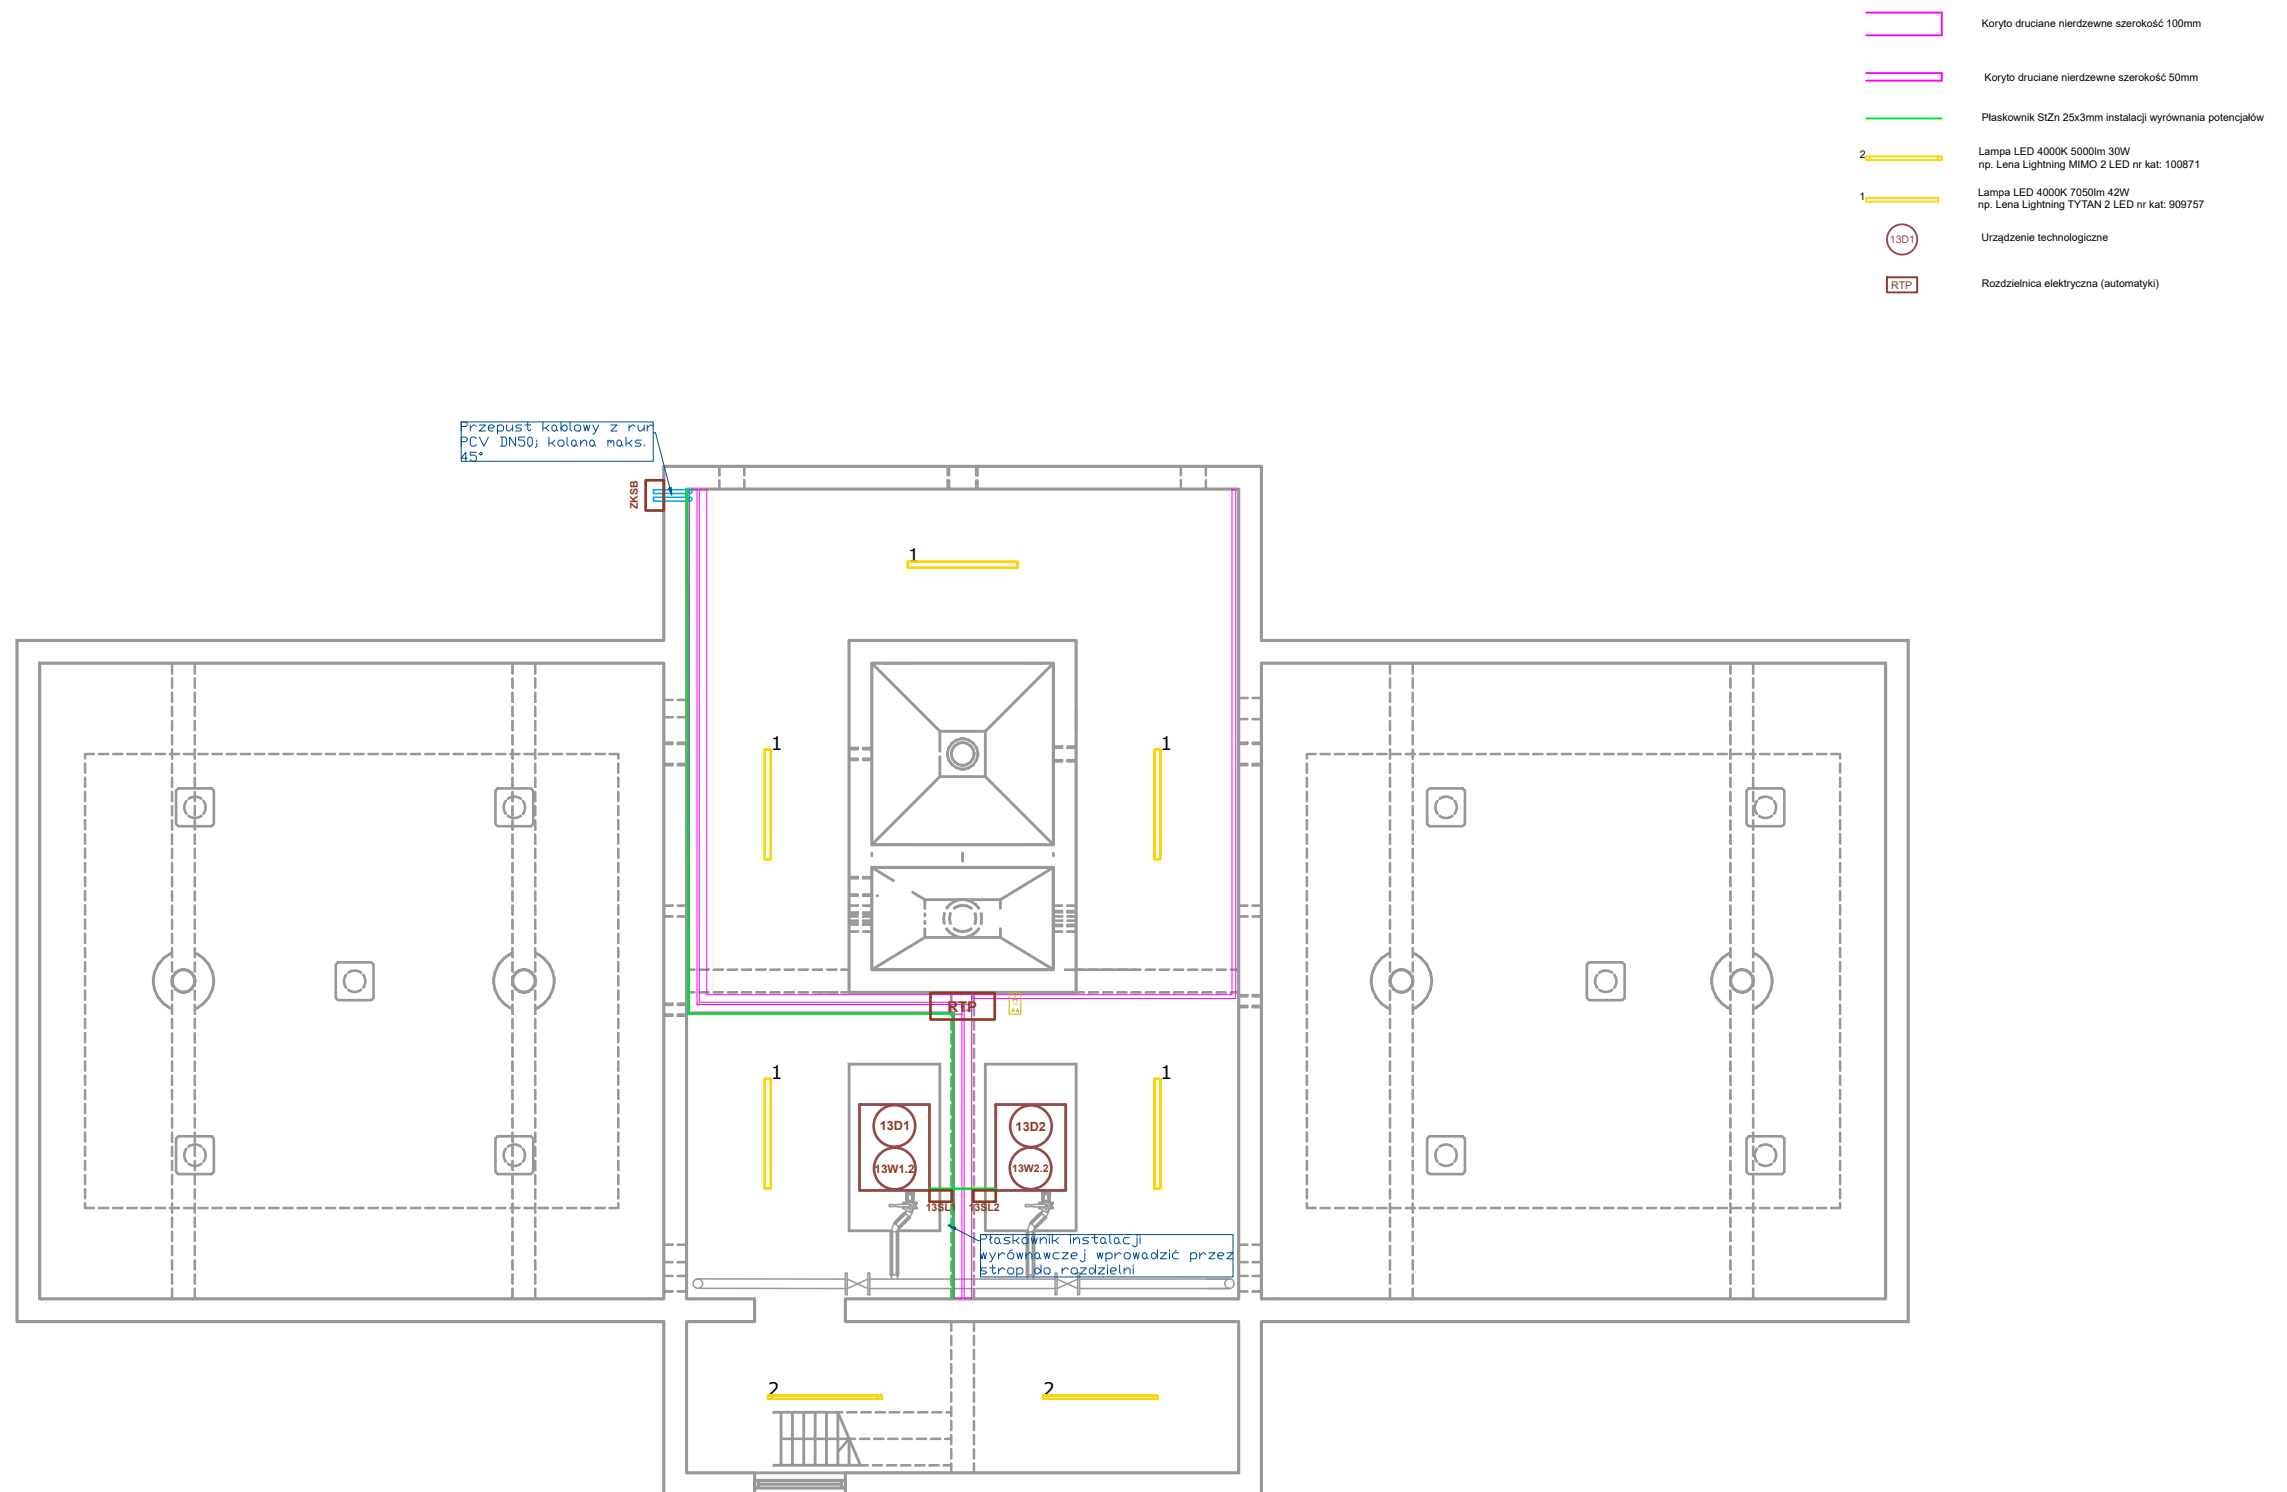 Koryto druciane nierdzewne szerokość 100mm
Koryto druciane nierdzewne szerokość 50mm
Płaskownik StZn 25x3mm instalacji wyrównania potencjałów
2
Lampa LED 4000K 5000lm 30W
np. Lena Lightning MIMO 2 LED nr kat: 100871
1
Lampa LED 4000K 7050lm 42W
np. Lena Lightning TYTAN 2 LED nr kat: 909757
13D1
Urządzenie technologiczne
RTP
Rozdzielnica elektryczna (automatyki)
Przepust kablowy z rur
PCV DN50; kolana maks.
45°
ZKSB
1
1
1
RTP
1
1
13D1
13D2
13W1.2
13W2.2
13SL1
13SL2
Płaskownik instalacji
wyrównawczej wprowadzić przez
strop do rozdzielni
2
2